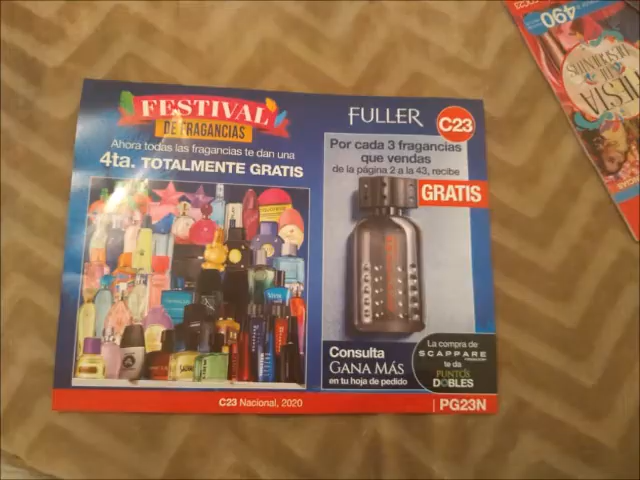 FESTIVAL
DE FRAGANCIAS
Ahora todas las fragancias te dan una
4ta. TOTALMENTE GRATIS
FULLER
C23
Por cada 3 fragancias
que vendas
de la página 2 a la 43, recibe
GRATIS
Consulta
GANA MÁS
en tu hoja de pedido
La compra de
SCAPPARE
te da
PUNTOS
DOBLES
C23 Nacional, 2020
PG23N
490